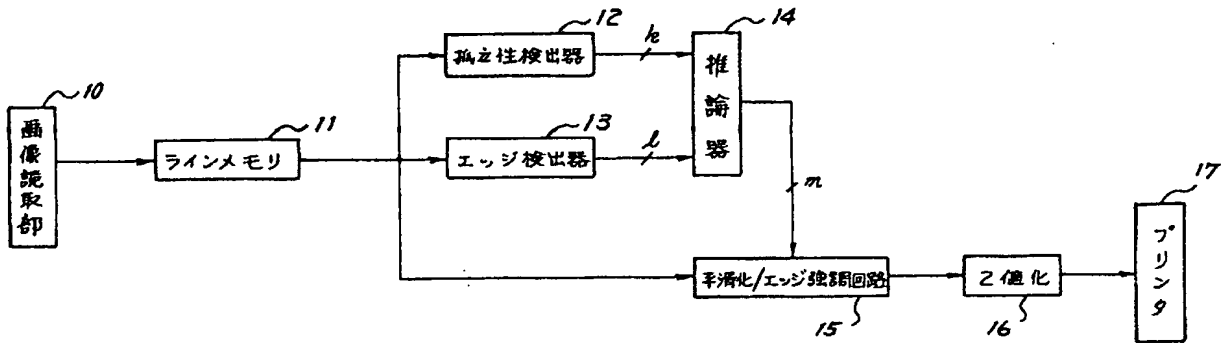 12
孤立性検出器
k
14
推論器
10
画像読取部
11
ラインメモリ
13
エッジ検出器
l
m
17
プリンタ
平滑化/エッジ強調回路
15
2値化
16